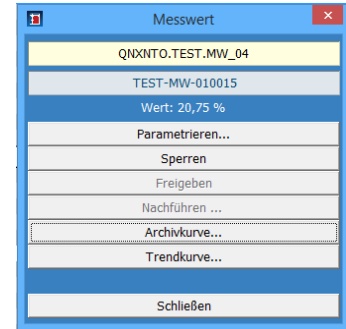 Messwert
QNXNTO.TEST.MW_04
TEST-MW-010015
Wert: 20,75 %
Parametrieren...
Sperren
Freigeben
Nachführen ...
Archivkurve...
Trendkurve...
Schließen